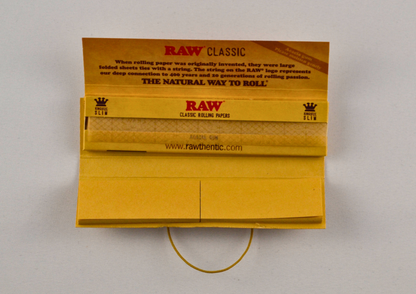 RAW CLASSIC
When rolling paper was originally invented, they were large
folded sheets tied with a string. The string on the RAW® logo represents
our deep connection to 400 years and 20 generations of rolling passion.
THE NATURAL WAY TO ROLL®
RAW
CLASSIC ROLLING PAPERS
SLIM
SLIM
www.rawthentic.com